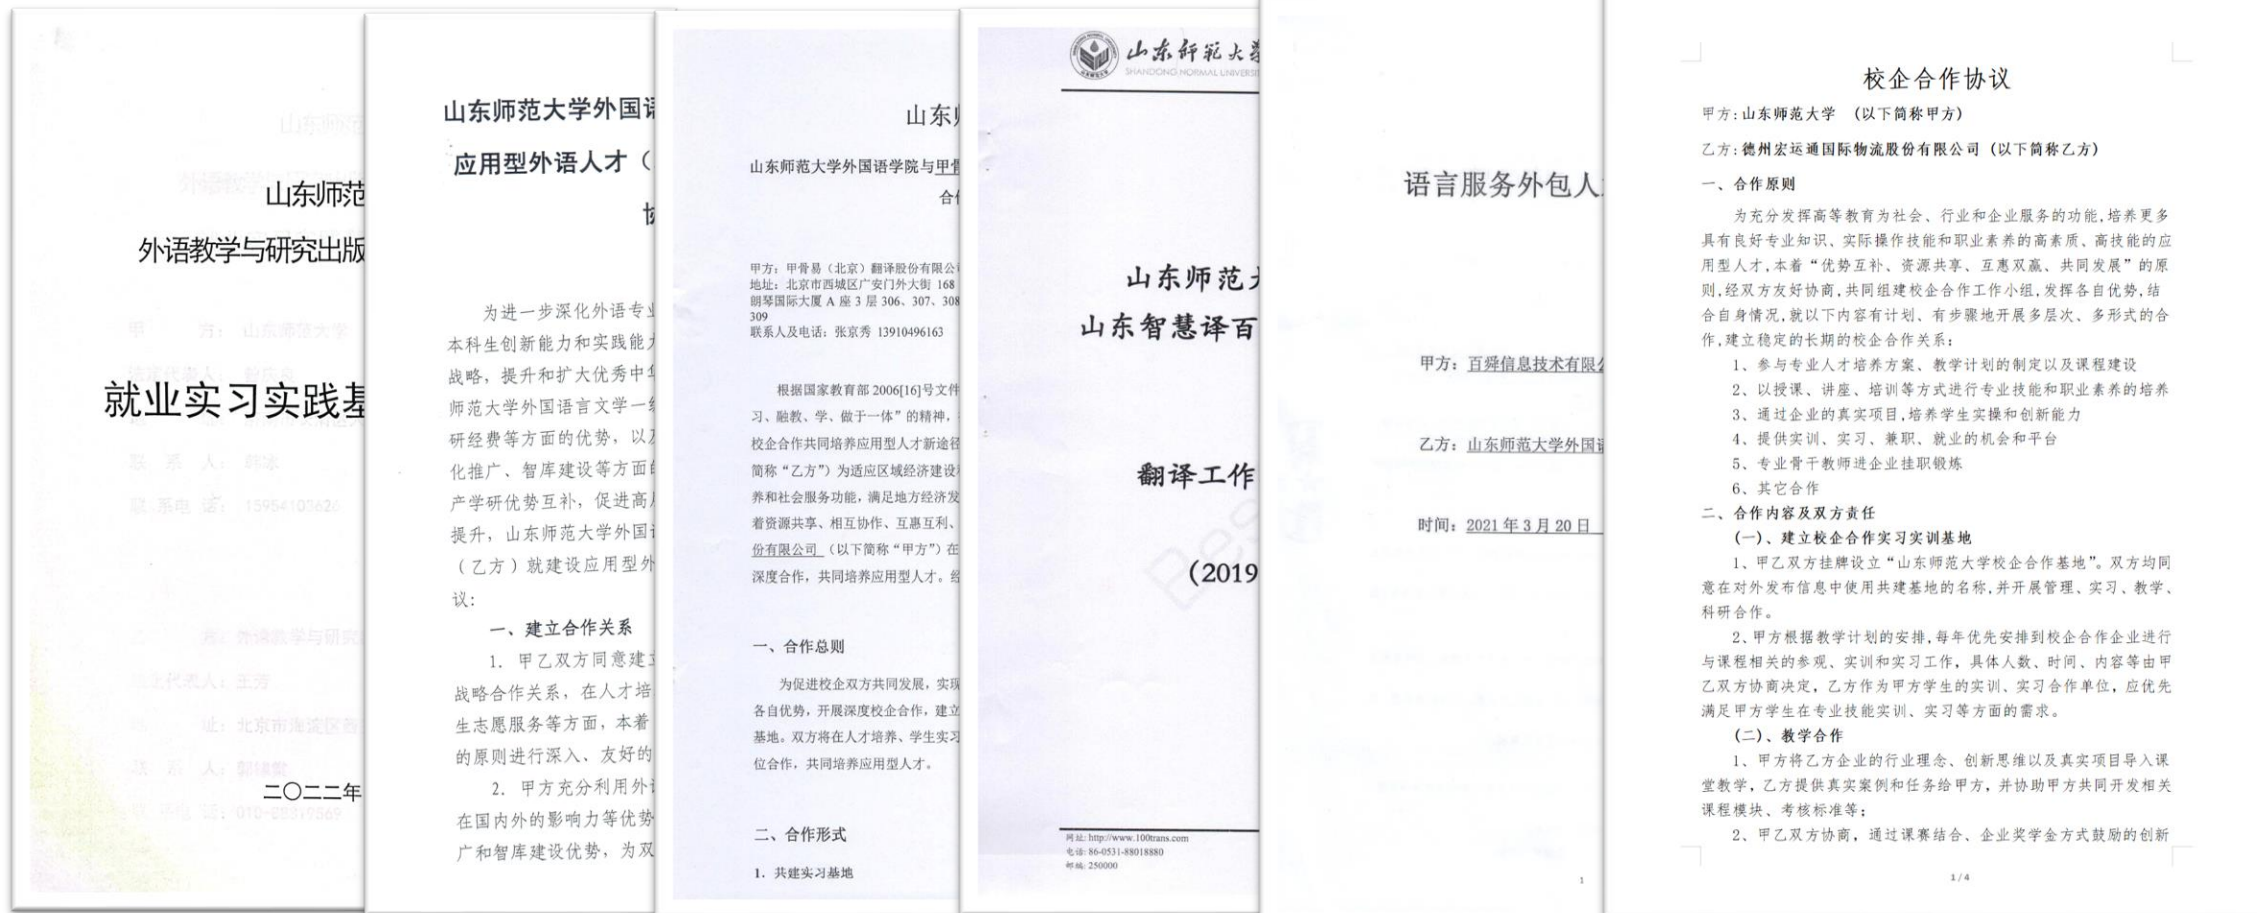 山东师范
外语教学与研究出版
就业实习实践基
甲 方： 山东师范大学
联 系 人： 韩冰
联系电 话： 15954103626
二〇二二年
山东师范大学外国语
应用型外语人才（
协
为进一步深化外语专业
本科生创新能力和实践能力
战略，提升和扩大优秀中华
师范大学外国语言文学一级
研经费等方面的优势，以及
化推广、智库建设等方面的
产学研优势互补，促进高
提升，山东师范大学外国语
（乙方）就建设应用型外
议：
一、建立合作关系
1. 甲乙双方同意建立
战略合作关系，在人才培
生志愿服务等方面，本着
的原则进行深入、友好的
2. 甲方充分利用外语
在国内外的影响力等优势
广和智库建设优势，为双
山东师
山东师范大学外国语学院与甲骨
合作
甲方：甲骨易（北京）翻译股份有限公司
地址：北京市西城区广安门外大街 168
朗琴国际大厦 A 座 3 层 306、307、308
309
联系人及电话：张京秀 13910496163
根据国家教育部 2006[16]号文件
习、融教、学、做于一体”的精神，
校企合作共同培养应用型人才新途径
简称“乙方”）为适应区域经济建设
养和社会服务功能，满足地方经济发
着资源共享、相互协作、互惠互利、
份有限公司 （以下简称“甲方”）在
深度合作，共同培养应用型人才。经
一、合作总则
为促进校企双方共同发展，实现
各自优势，开展深度校企合作，建立
基地。双方将在人才培养、学生实习
位合作，共同培养应用型人才。
二、合作形式
1．共建实习基地
山东师范大学
SHANDONG NORMAL UNIVERSI
山东师范大
山东智慧译百
翻译工作
(2019
Bes
网址: http://www.100trans.com
电话: 86-0531-88018880
邮编: 250000
语言服务外包人
甲方：百舜信息技术有限公
乙方：山东师范大学外国语
时间：2021 年 3 月 20 日
1
校企合作协议
甲方:山东师范大学 （以下简称甲方）
乙方:德州宏运通国际物流股份有限公司（以下简称乙方）
一、合作原则
为充分发挥高等教育为社会、行业和企业服务的功能,培养更多
具有良好专业知识、实际操作技能和职业素养的高素质、高技能的应
用型人才,本着“优势互补、资源共享、互惠双赢、共同发展”的原
则,经双方友好协商,共同组建校企合作工作小组,发挥各自优势,结
合自身情况,就以下内容有计划、有步骤地开展多层次、多形式的合
作,建立稳定的长期的校企合作关系:
1、参与专业人才培养方案、教学计划的制定以及课程建设
2、以授课、讲座、培训等方式进行专业技能和职业素养的培养
3、通过企业的真实项目,培养学生实操和创新能力
4、提供实训、实习、兼职、就业的机会和平台
5、专业骨干教师进企业挂职锻炼
6、其它合作
二、合作内容及双方责任
(一)、建立校企合作实习实训基地
1、甲乙双方挂牌设立“山东师范大学校企合作基地”。双方均同
意在对外发布信息中使用共建基地的名称,并开展管理、实习、教学、
科研合作。
2、甲方根据教学计划的安排,每年优先安排到校企合作企业进行
与课程相关的参观、实训和实习工作，具体人数、时间、内容等由甲
乙双方协商决定，乙方作为甲方学生的实训、实习合作单位，应优先
满足甲方学生在专业技能实训、实习等方面的需求。
(二)、教学合作
1、甲方将乙方企业的行业理念、创新思维以及真实项目导入课
堂教学，乙方提供真实案例和任务给甲方，并协助甲方共同开发相关
课程模块、考核标准等;
2、甲乙双方协商，通过课赛结合、企业奖学金方式鼓励的创新
1 / 4